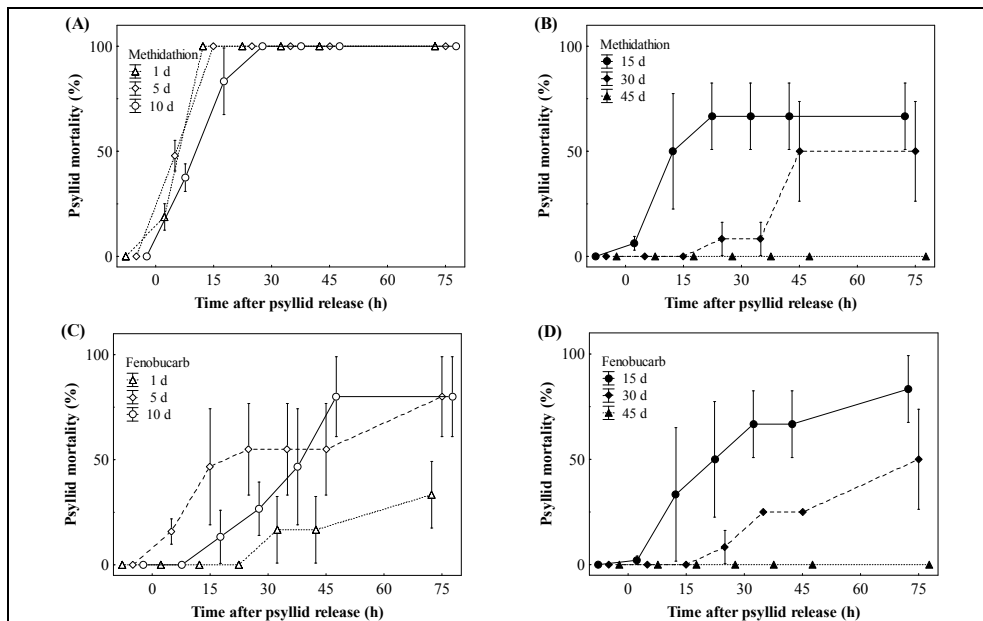 (A)
Methidathion
1 d
5 d
10 d
Psyllid mortality (%)
100
50
0
0 15 30 45 60 75
Time after psyllid release (h)
(B)
Methidathion
15 d
30 d
45 d
Psyllid mortality (%)
100
50
0
0 15 30 45 60 75
Time after psyllid release (h)
(C)
Fenobucarb
1 d
5 d
10 d
Psyllid mortality (%)
100
50
0
0 15 30 45 60 75
Time after psyllid release (h)
(D)
Fenobucarb
15 d
30 d
45 d
Psyllid mortality (%)
100
50
0
0 15 30 45 60 75
Time after psyllid release (h)